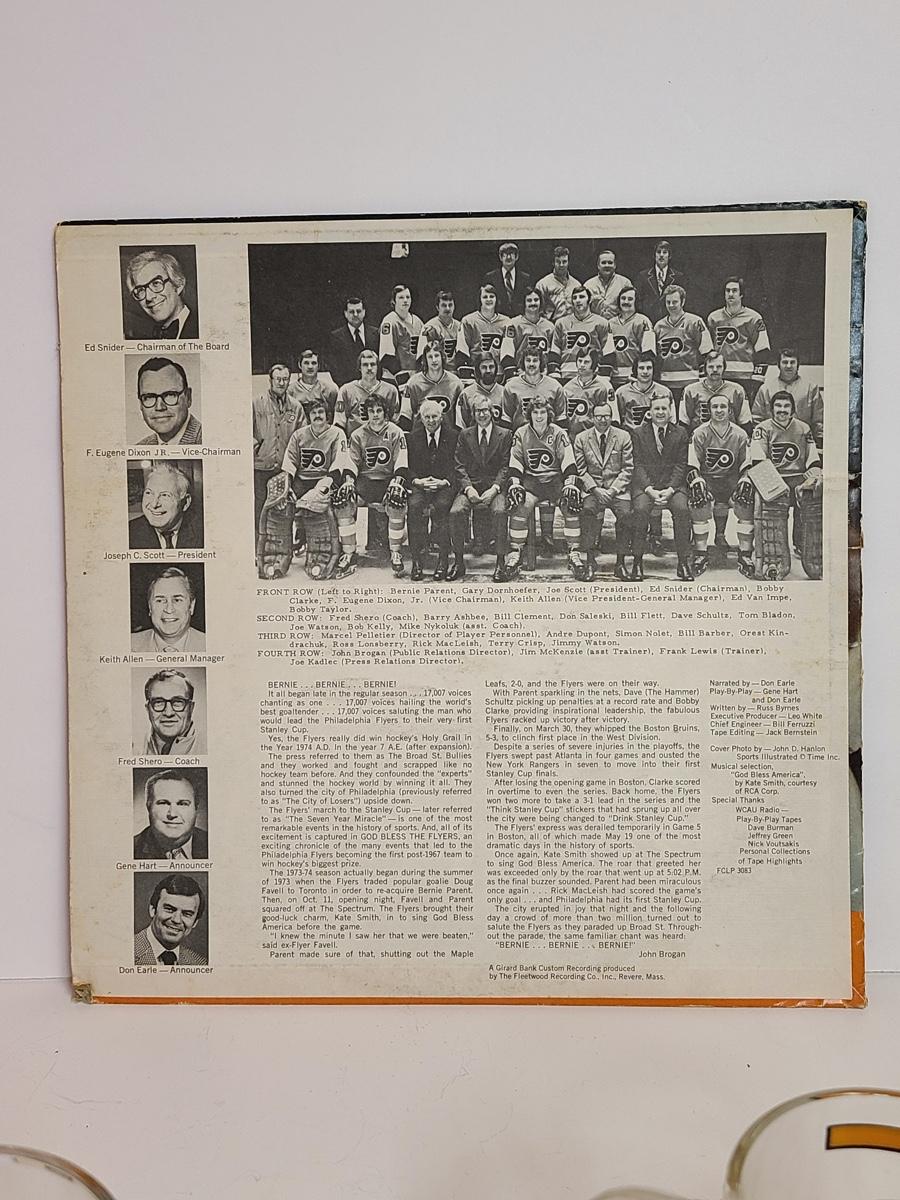 Ed Snider — Chairman of The Board
F. Eugene Dixon J R. — Vice-Chairman
Joseph C. Scott — President
Keith Allen — General Manager
Fred Shero — Coach
Gene Hart — Announcer
Don Earle — Announcer
FRONT ROW (Left to Right): Bernie Parent, Gary Dornhoefer, Joe Scott (President), Ed Snider (Chairman), Bobby
Clarke, F. Eugene Dixon, Jr. (Vice Chairman), Keith Allen (Vice President-General Manager), Ed Van Impe,
Bobby Taylor.
SECOND ROW: Fred Shero (Coach), Barry Ashbee, Bill Clement, Don Saleski, Bill Flett, Dave Schultz, Tom Bladon,
Joe Watson, Bob Kelly, Mike Nykoluk (asst. Coach).
THIRD ROW: Marcel Pelletier (Director of Player Personnel), Andre Dupont, Simon Nolet, Bill Barber, Orest Kin-
drachuk, Ross Lonsberry, Rick MacLeish, Terry Crisp, Jimmy Watson.
FOURTH ROW: John Brogan (Public Relations Director), Jim McKenzie (asst Trainer), Frank Lewis (Trainer),
Joe Kadlec (Press Relations Director).
BERNIE . . . BERNIE . . . BERNIE!
It all began late in the regular season . . . 17,007 voices
chanting as one . . . 17,007 voices hailing the world's
best goaltender . . . 17,007 voices saluting the man who
would lead the Philadelphia Flyers to their very first
Stanley Cup.
Yes, the Flyers really did win hockey's Holy Grail in
the Year 1974 A.D. In the year 7 A.E. (after expansion).
The press referred to them as The Broad St. Bullies
and they worked and fought and scrapped like no
hockey team before. And they confounded the "experts"
and stunned the hockey world by winning it all. They
also turned the city of Philadelphia (previously referred
to as "The City of Losers") upside down.
The Flyers' march to the Stanley Cup — later referred
to as "The Seven Year Miracle" — is one of the most
remarkable events in the history of sports. And, all of its
excitement is captured in GOD BLESS THE FLYERS, an
exciting chronicle of the many events that led to the
Philadelphia Flyers becoming the first post-1967 team to
win hockey's biggest prize.
The 1973-74 season actually began during the summer
of 1973 when the Flyers traded popular goalie Doug
Favell to Toronto in order to re-acquire Bernie Parent.
Then, on Oct. 11, opening night, Favell and Parent
squared off at The Spectrum. The Flyers brought their
good-luck charm, Kate Smith, in to sing God Bless
America before the game.
"I knew the minute I saw her that we were beaten,"
said ex-Flyer Favell.
Parent made sure of that, shutting out the Maple
Leafs, 2-0, and the Flyers were on their way.
With Parent sparkling in the nets, Dave (The Hammer)
Schultz picking up penalties at a record rate and Bobby
Clarke providing inspirational leadership, the fabulous
Flyers racked up victory after victory.
Finally, on March 30, they whipped the Boston Bruins,
5-3, to clinch first place in the West Division.
Despite a series of severe injuries in the playoffs, the
Flyers swept past Atlanta in four games and ousted the
New York Rangers in seven to move into their first
Stanley Cup finals.
After losing the opening game in Boston, Clarke scored
in overtime to even the series. Back home, the Flyers
won two more to take a 3-1 lead in the series and the
"Think Stanley Cup" stickers that had sprung up all over
the city were being changed to "Drink Stanley Cup."
The Flyers' express was derailed temporarily in Game 5
in Boston, all of which made May 19 one of the most
dramatic days in the history of sports.
Once again, Kate Smith showed up at The Spectrum
to sing God Bless America. The roar that greeted her
was exceeded only by the roar that went up at 5:02 P.M.
as the final buzzer sounded. Parent had been miraculous
once again . . . Rick MacLeish had scored the game's
only goal . . . and Philadelphia had its first Stanley Cup.
The city erupted in joy that night and the following
day a crowd of more than two million turned out to
salute the Flyers as they paraded up Broad St. Through-
out the parade, the same familiar chant was heard:
"BERNIE . . . BERNIE . . . BERNIE!"
John Brogan
A Girard Bank Custom Recording produced
by The Fleetwood Recording Co., Inc., Revere, Mass.
Narrated by — Don Earle
Play-By-Play — Gene Hart
and Don Earle
Written by — Russ Byrnes
Executive Producer — Leo White
Chief Engineer — Bill Ferruzzi
Tape Editing — Jack Bernstein
Cover Photo by — John D. Hanlon
Sports Illustrated © Time Inc.
Musical selection,
"God Bless America",
by Kate Smith, courtesy
of RCA Corp.
Special Thanks
WCAU Radio —
Play-By-Play Tapes
Dave Burman
Jeffrey Green
Nick Voutsakis
Personal Collections
of Tape Highlights
FCLP 3083